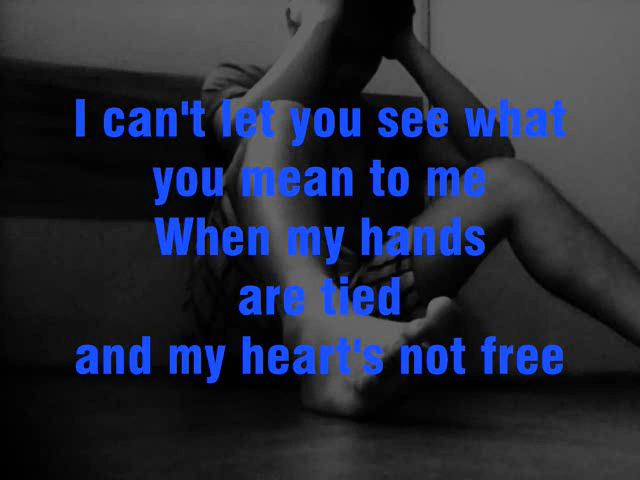 I can't let you see what
you mean to me
When my hands
are tied
and my heart's not free